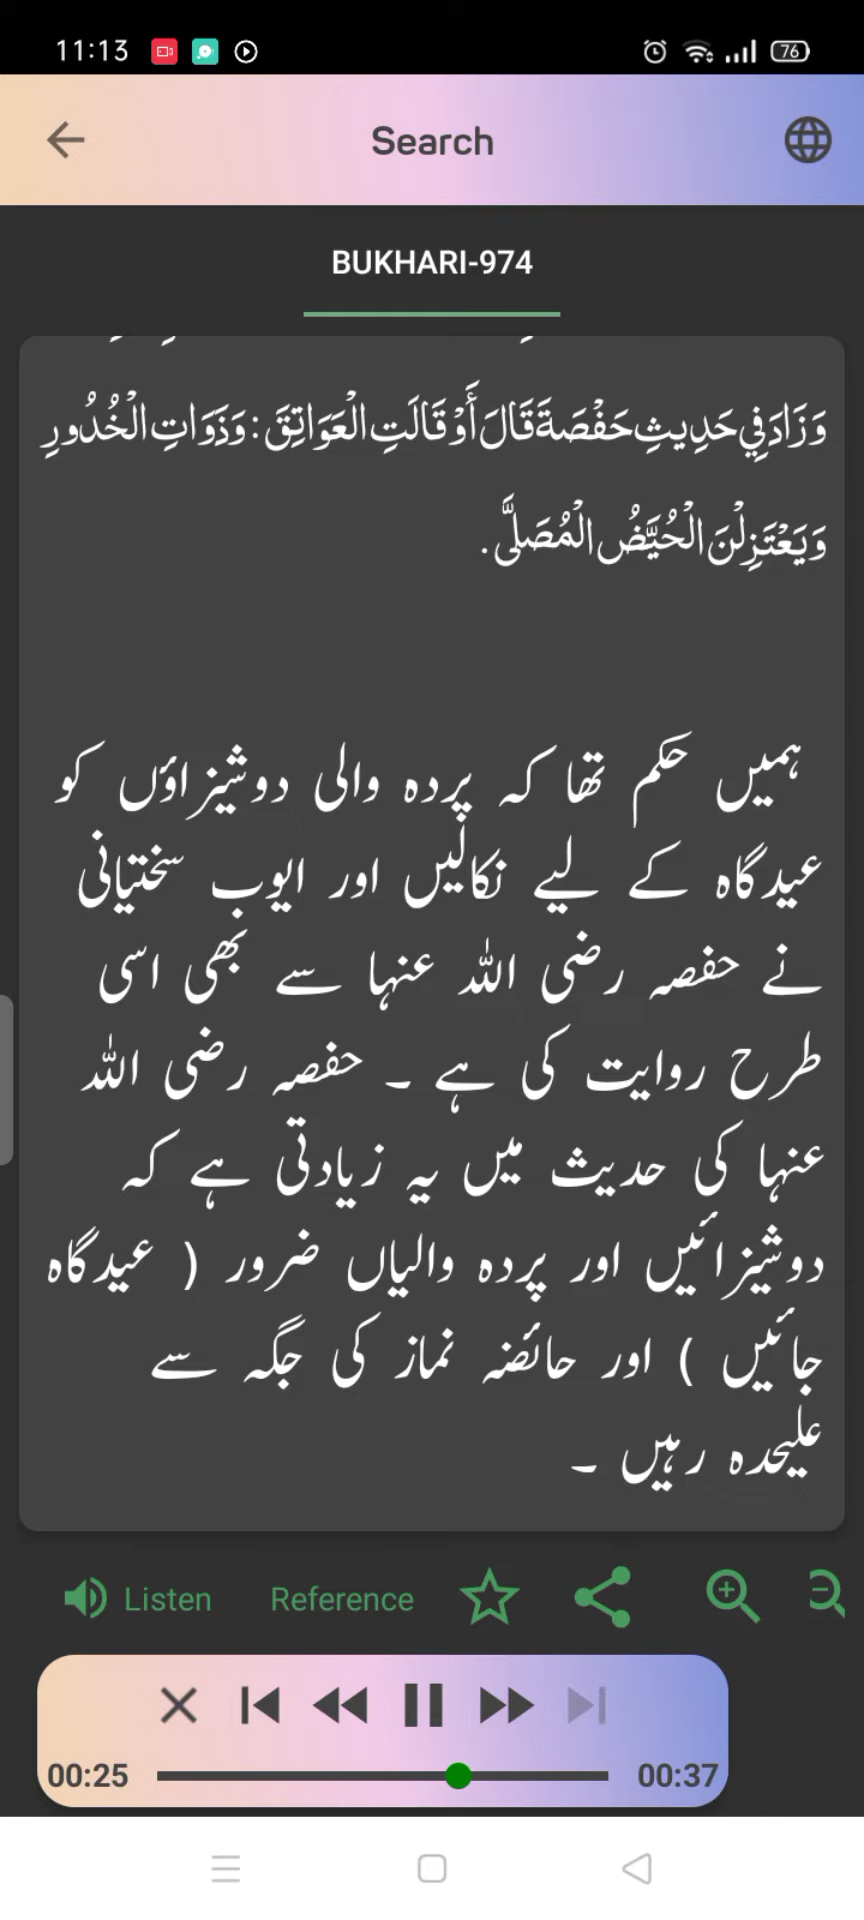 11:13
76
Search
BUKHARI-974
وَزَادَ فِي حَدِيثِ حَفْصَةَ قَالَ أَوْ قَالَتِ الْعَوَاتِقَ : وَذَوَاتِ الْخُدُورِ
وَيَعْتَزِلْنَ الْحُيَّضُ الْمُصَلَّى .
ہمیں حکم تھا کہ پردہ والی دوشیزاؤں کو
عیدگاہ کے لیے نکالیں اور ایوب سختیانی
نے حفصہ رضی اللہ عنہا سے بھی اسی
طرح روایت کی ہے ۔ حفصہ رضی اللہ
عنہا کی حدیث میں یہ زیادتی ہے کہ
دوشیزائیں اور پردہ والیاں ضرور ( عیدگاہ
جائیں ) اور حائضہ نماز کی جگہ سے
علیحدہ رہیں ۔
Listen
Reference
00:25
00:37